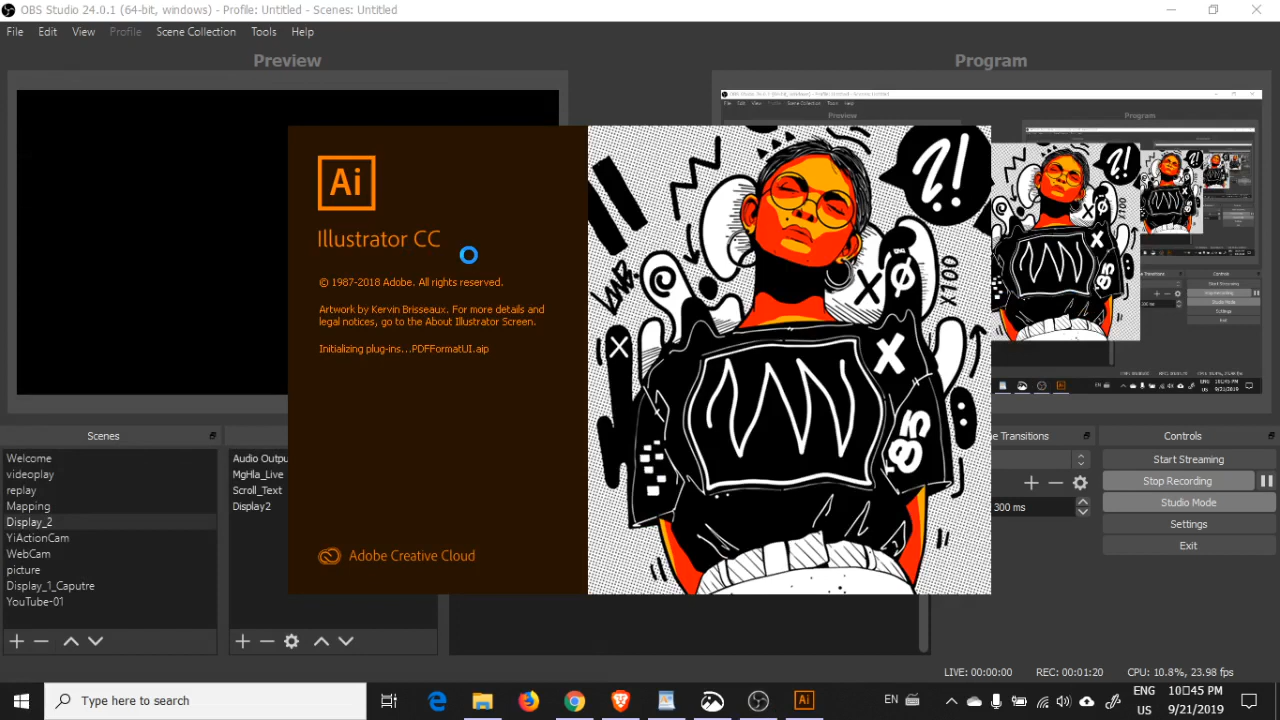 OBS Studio 24.0.1 (64-bit, windows) - Profile: Untitled - Scenes: Untitled
File Edit View Profile Scene Collection Tools Help
Preview
Program
Ai
Illustrator CC
© 1987-2018 Adobe. All rights reserved.
Artwork by Kervin Brisseaux. For more details and
legal notices, go to the About Illustrator Screen.
Initializing plug-ins...PDFFormatUI.aip
Adobe Creative Cloud
?!
Y100
X Ø
X
X
83
Scenes
Welcome
videoplay
replay
Mapping
Display_2
YiActionCam
WebCam
picture
Display_1_Caputre
YouTube-01
Audio Outpu
MgHla_Live
Scroll_Text
Display2
e Transitions
300 ms
Controls
Start Streaming
Stop Recording
Studio Mode
Settings
Exit
LIVE: 00:00:00 REC: 00:01:20 CPU: 10.8%, 23.98 fps
Type here to search
Ai
EN
ENG
US
10:45 PM
9/21/2019